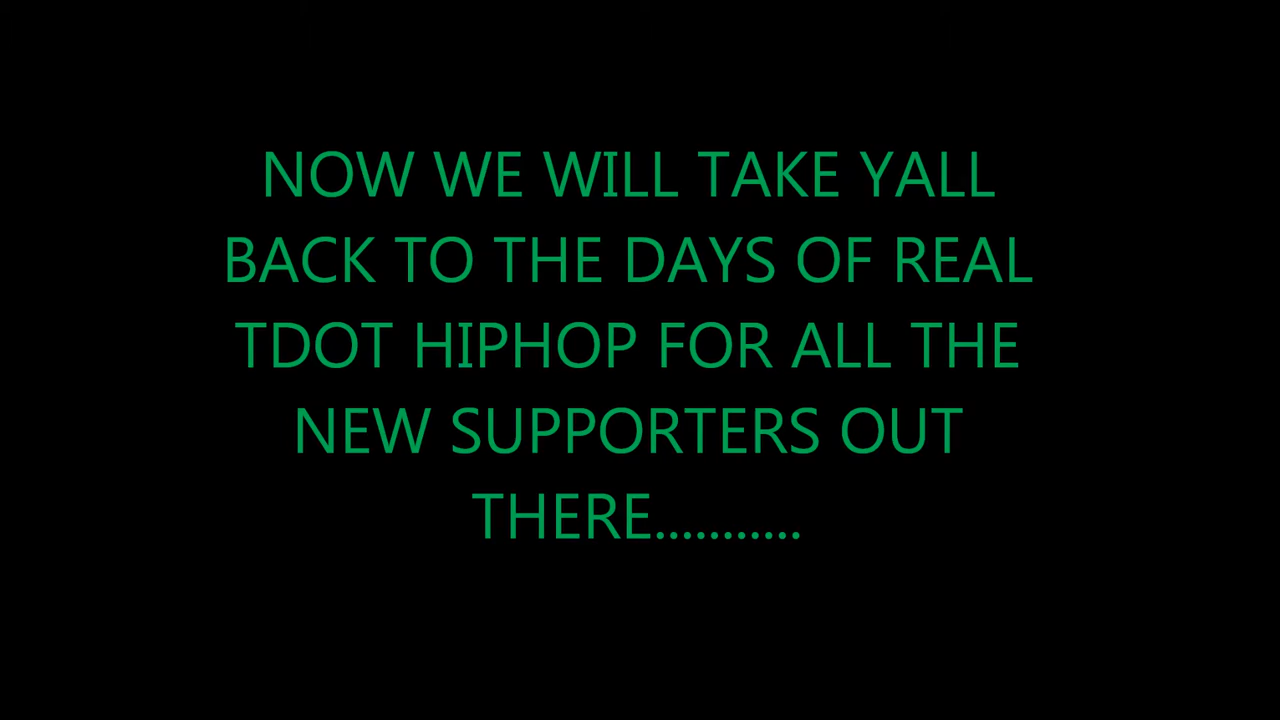 NOW WE WILL TAKE YALL
BACK TO THE DAYS OF REAL
TDOT HIPHOP FOR ALL THE
NEW SUPPORTERS OUT
THERE...........